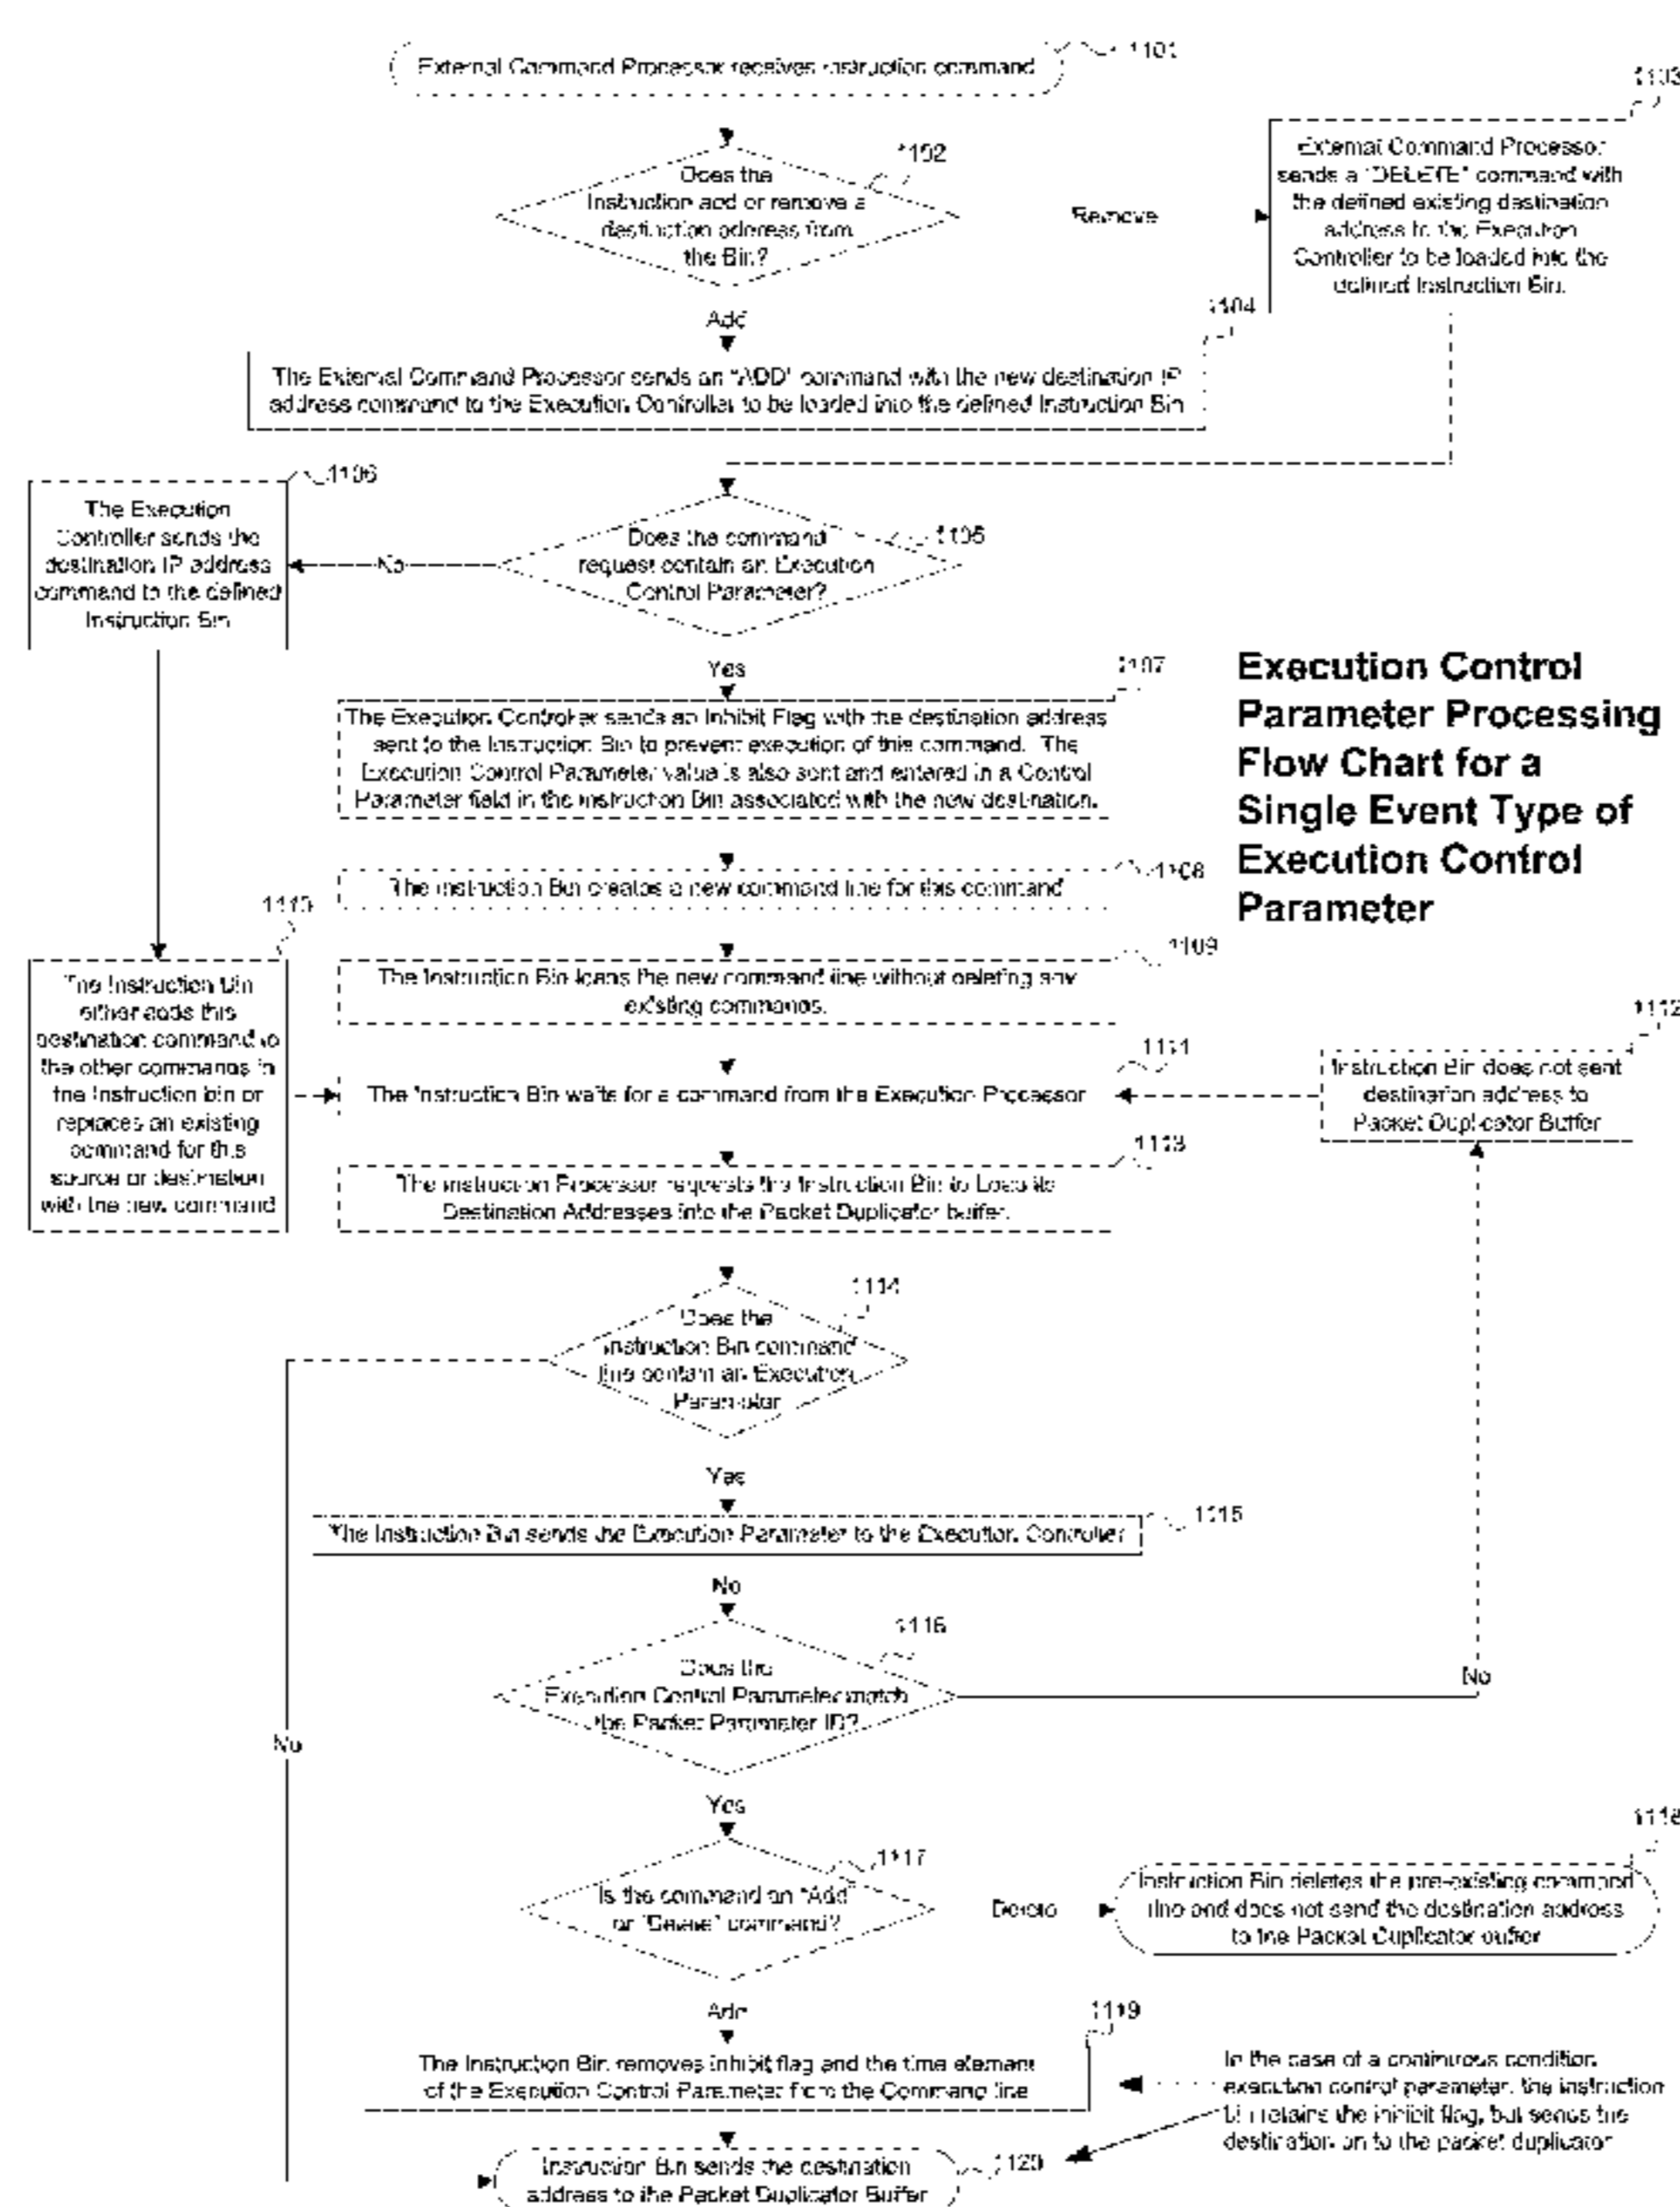 External Command Processor receives instruction command
1101
1103
1102
Does the
Instruction add or remove a
destination address from
the Bin?
Remove
External Command Processor
sends a "DELETE" command with
the defined existing destination
address to the Execution
Controller to be loaded into the
defined Instruction Bin.
Add
1104
The External Command Processor sends an "ADD" command with the new destination IP
address command to the Execution Controller to be loaded into the defined Instruction Bin
1106
The Execution
Controller sends the
destination IP address
command to the defined
Instruction Bin
No
Does the command
request contain an Execution
Control Parameter?
1105
Yes
1107
The Execution Controller sends an Inhibit Flag with the destination address
sent to the Instruction Bin to prevent execution of this command. The
Execution Control Parameter value is also sent and entered in a Control
Parameter field in the Instruction Bin associated with the new destination.
Execution Control
Parameter Processing
Flow Chart for a
Single Event Type of
Execution Control
Parameter
The Instruction Bin creates a new command line for this command
1108
1110
1109
The Instruction Bin loads the new command line without deleting any
existing commands.
The Instruction Bin
either adds this
destination command to
the other commands in
the Instruction bin or
replaces an existing
command for this
source or destination
with the new command
1111
The Instruction Bin waits for a command from the Execution Processor
1112
Instruction Bin does not sent
destination address to
Packet Duplicator Buffer
1113
The Instruction Processor requests the Instruction Bin to Load its
Destination Addresses into the Packet Duplicator buffer.
1114
Does the
Instruction Bin command
line contain an Execution
Parameter
Yes
The Instruction Bin sends the Execution Parameter to the Execution Controller
1115
No
1116
Does the
Execution Control Parameter match
the Packet Parameter ID?
No
No
Yes
1117
Is the command an "Add"
or "Delete" command?
Delete
1118
Instruction Bin deletes the pre-existing command
line and does not send the destination address
to the Packet Duplicator buffer
Add
1119
The Instruction Bin removes inhibit flag and the time element
of the Execution Control Parameter from the Command line
In the case of a continuous condition
execution control parameter, the instruction
bin retains the inhibit flag, but sends the
destination on to the packet duplicator
Instruction Bin sends the destination
address to the Packet Duplicator Buffer
1120